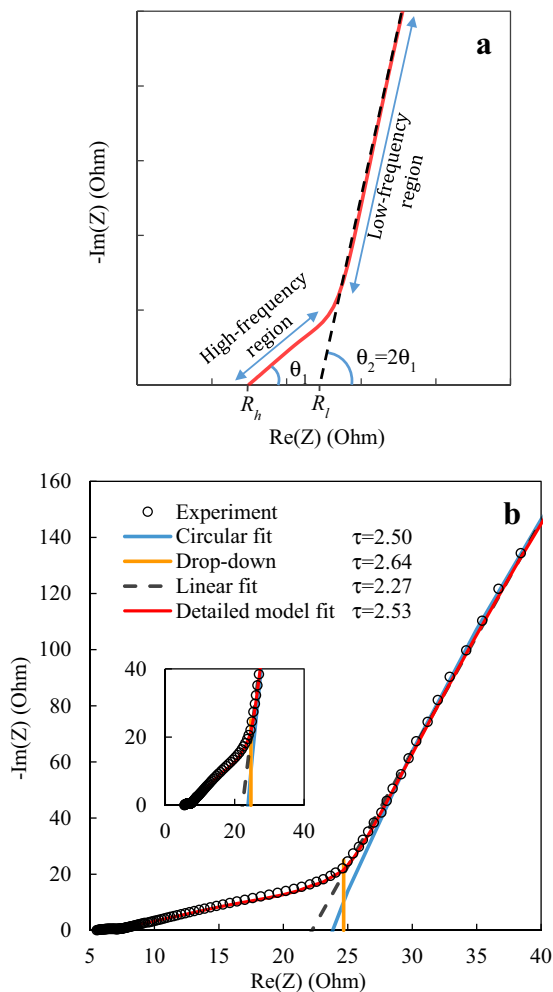 a
-Im(Z) (Ohm)
Low-frequency
region
High-frequency
region
θ₁
θ₂=2θ₁
R_h
R_l
Re(Z) (Ohm)
b
160
140
120
100
80
60
40
20
0
-Im(Z) (Ohm)
Experiment
Circular fit τ=2.50
Drop-down τ=2.64
Linear fit τ=2.27
Detailed model fit τ=2.53
40
20
0
0 20 40
5 10 15 20 25 30 35 40
Re(Z) (Ohm)